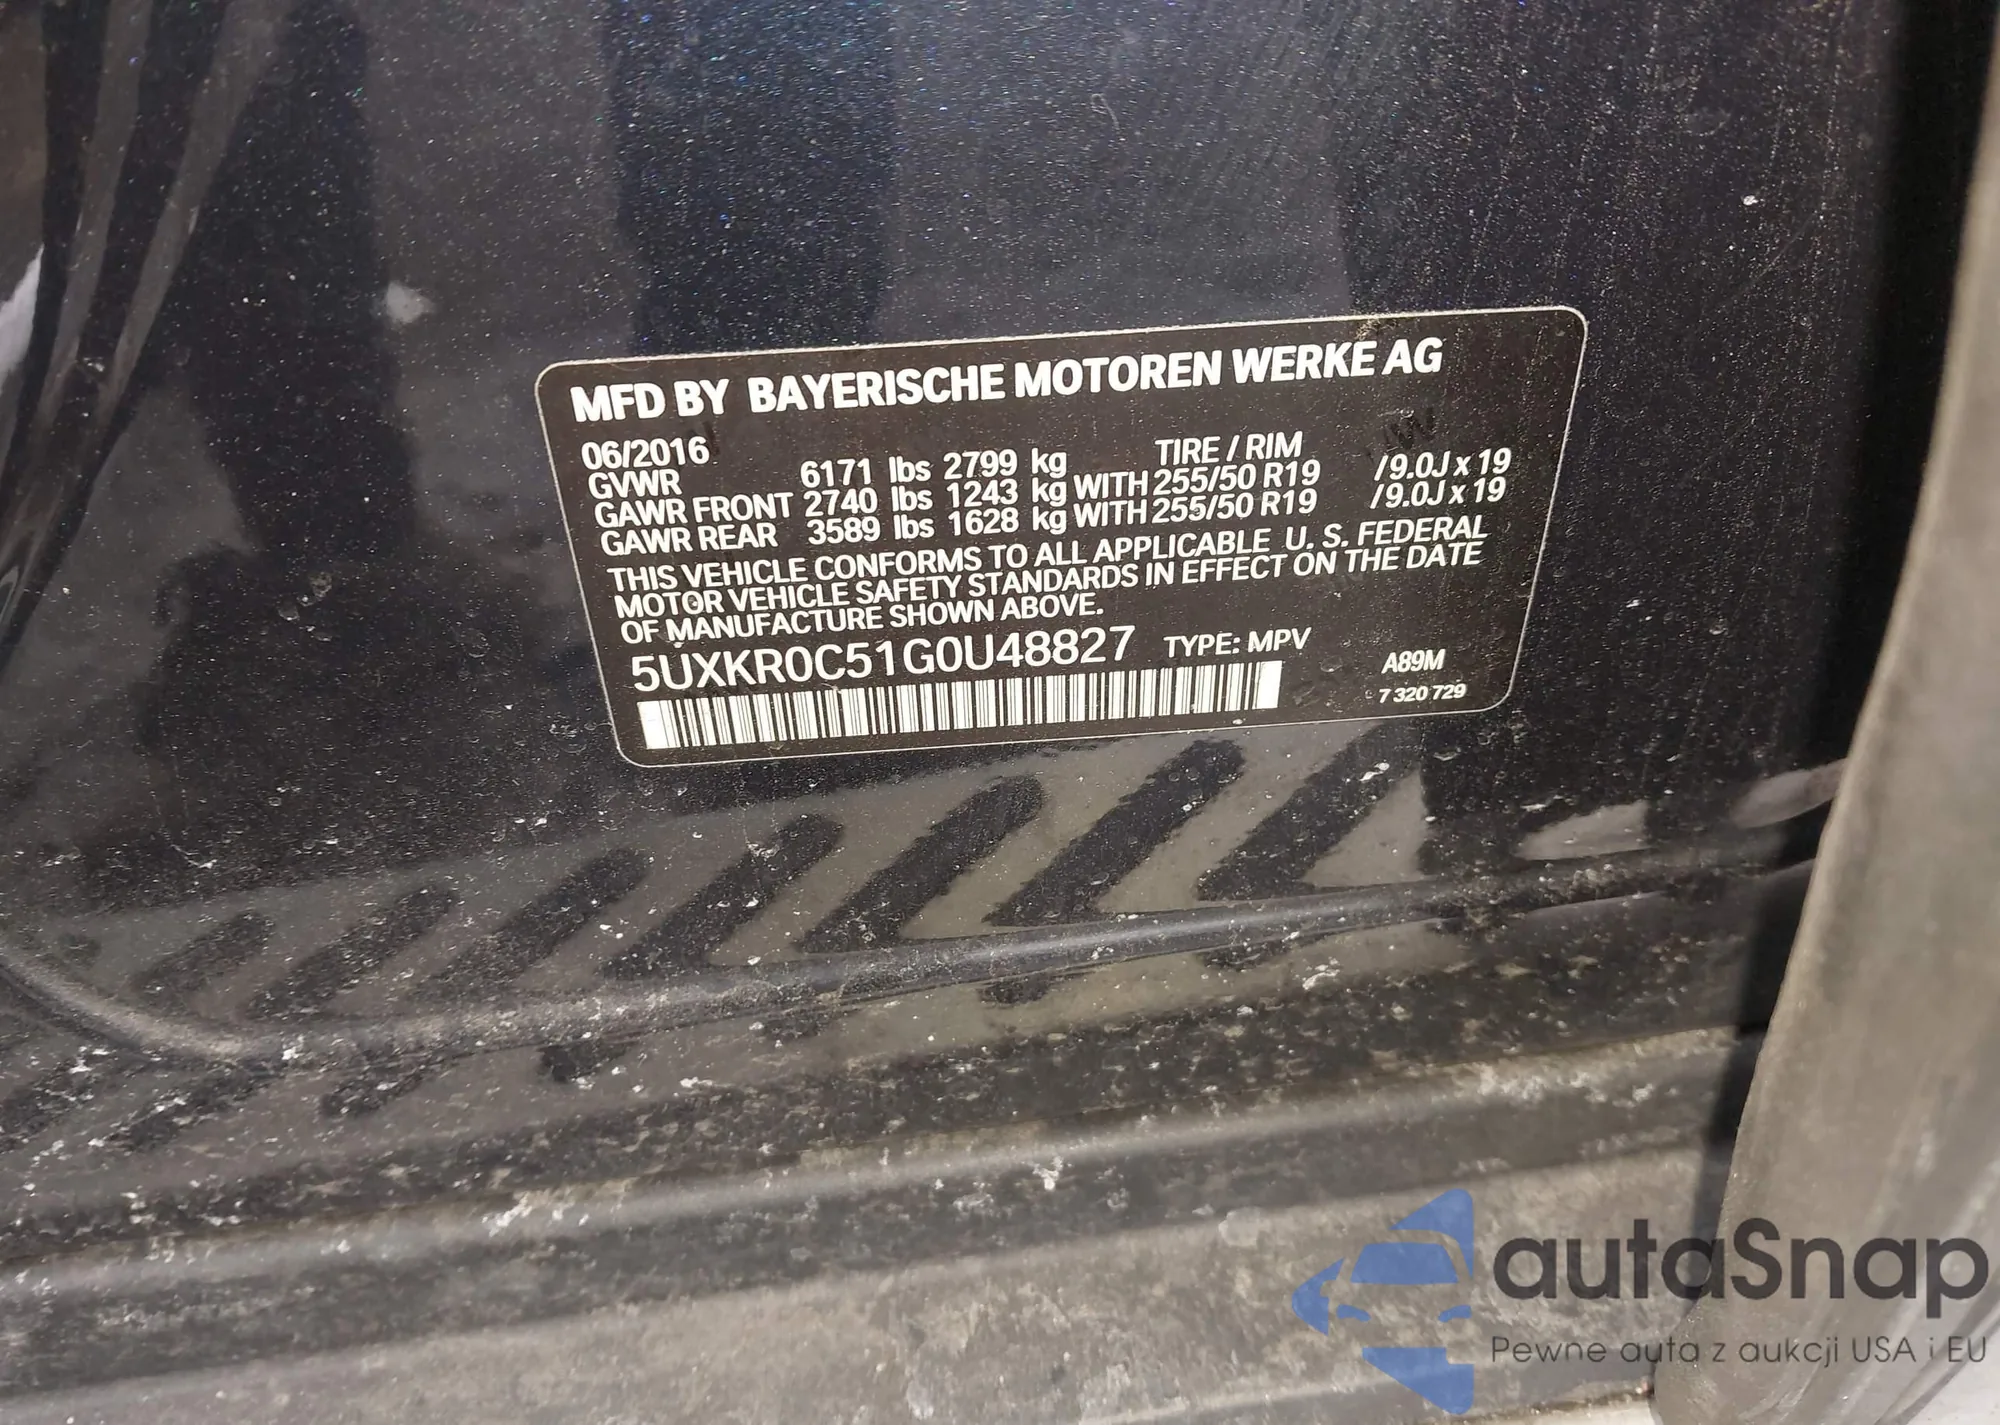 MFD BY BAYERISCHE MOTOREN WERKE AG
06/2016 TIRE / RIM
GVWR 6171 lbs 2799 kg
GAWR FRONT 2740 lbs 1243 kg WITH 255/50 R19 /9.0J x 19
GAWR REAR 3589 lbs 1628 kg WITH 255/50 R19 /9.0J x 19
THIS VEHICLE CONFORMS TO ALL APPLICABLE U. S. FEDERAL
MOTOR VEHICLE SAFETY STANDARDS IN EFFECT ON THE DATE
OF MANUFACTURE SHOWN ABOVE.
5UXKR0C51G0U48827 TYPE: MPV A89M
7 320 729
autaSnap
Pewne auta z aukcji USA i EU